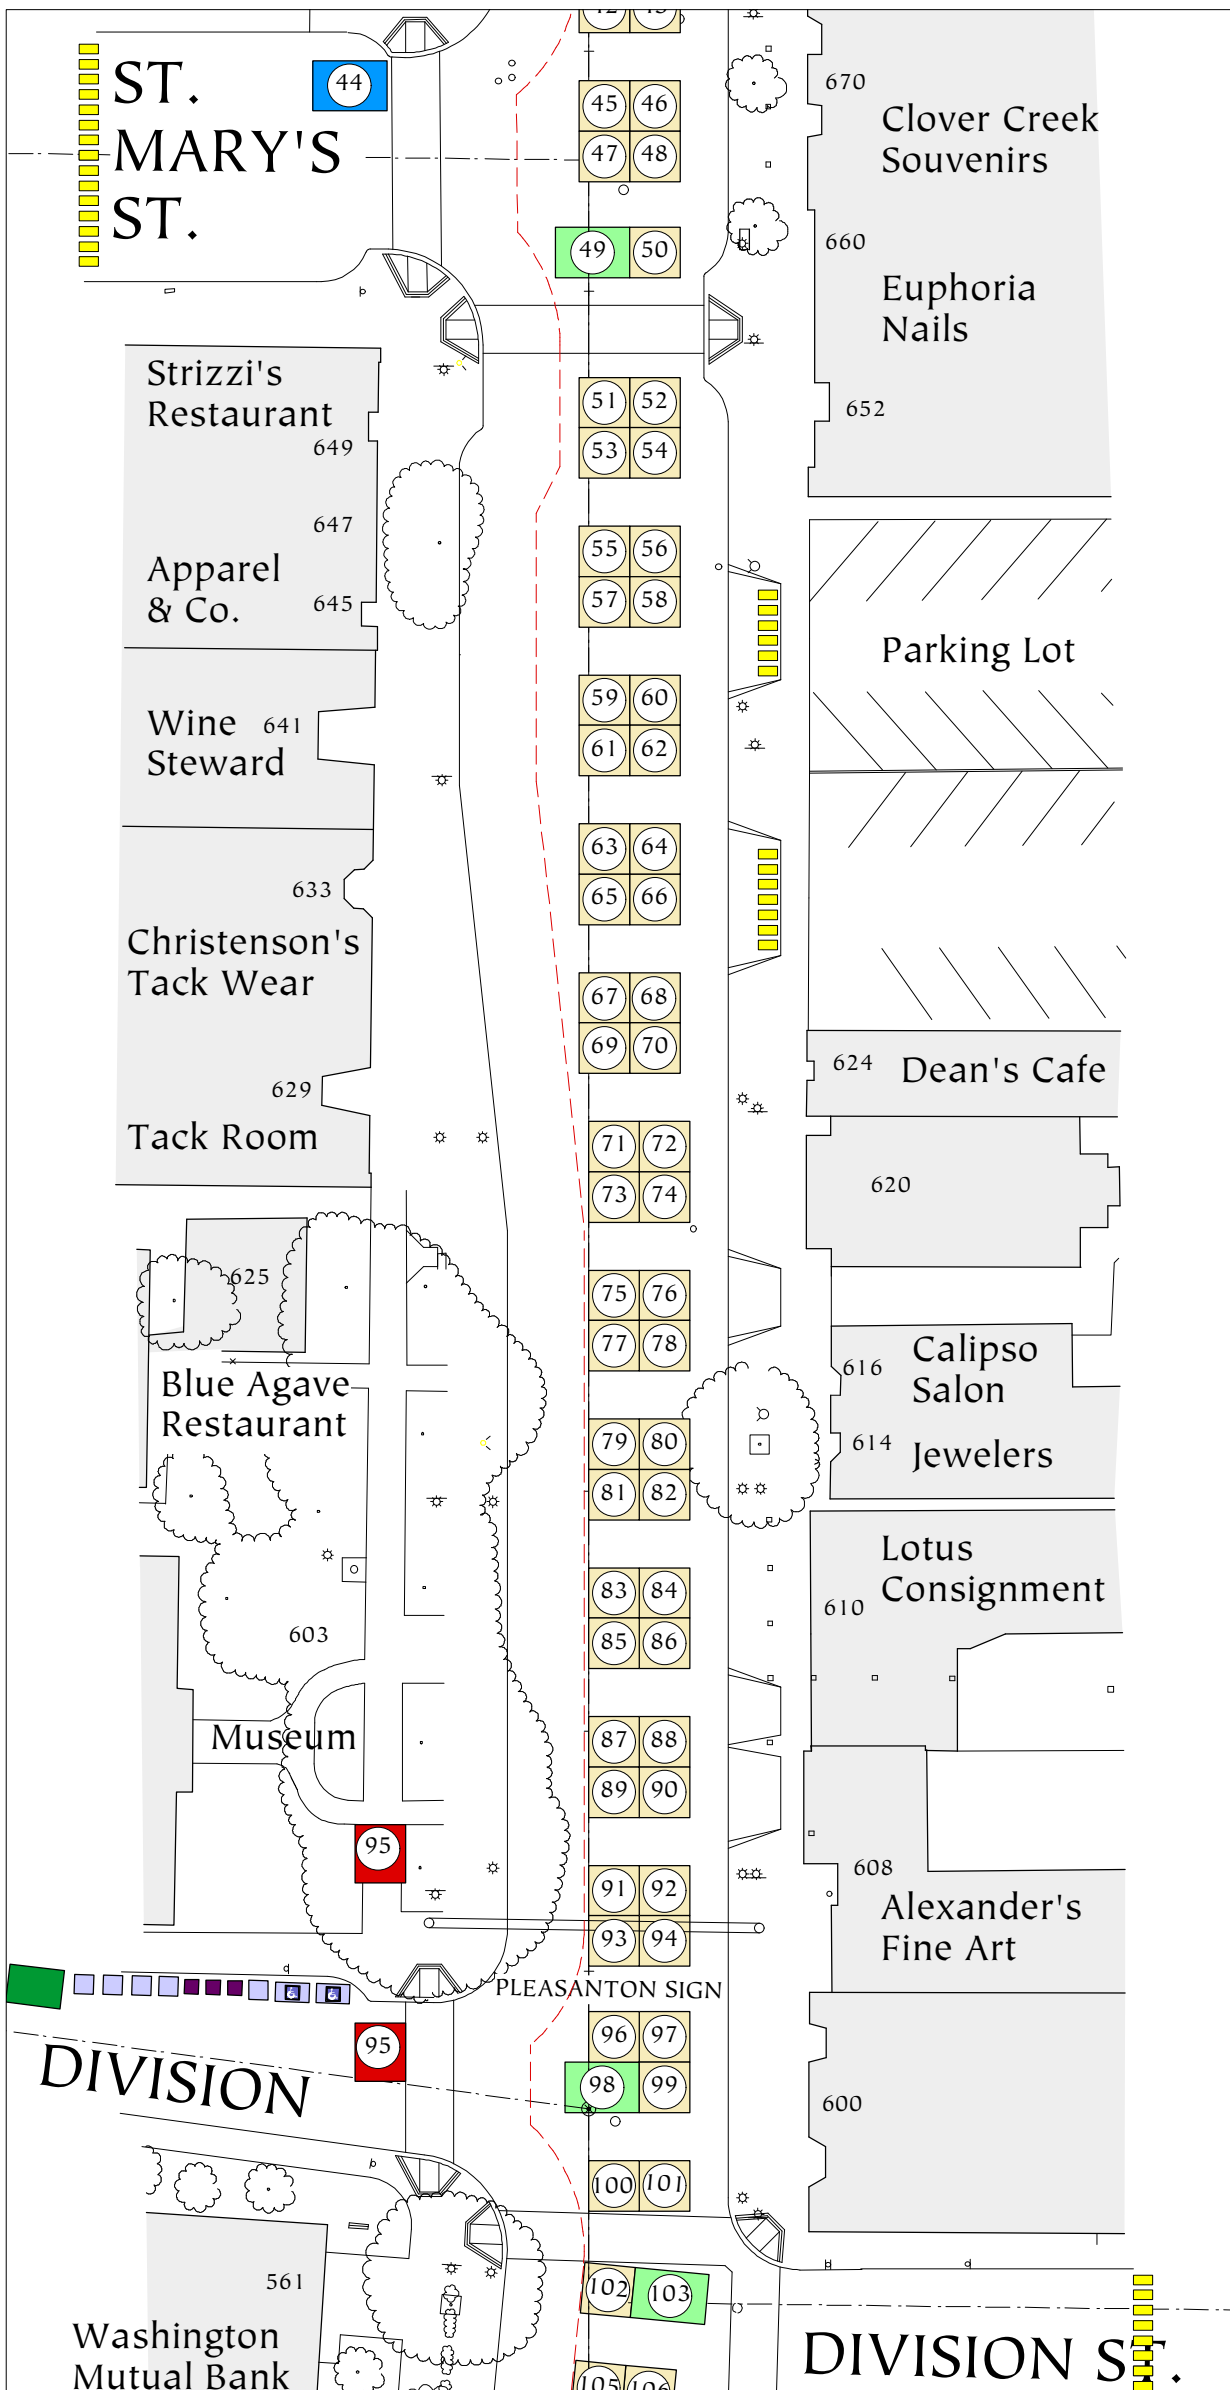 42 43
44
ST.
MARY'S
ST.
45 46
47 48
49 50
670
Clover Creek
Souvenirs
660
Euphoria
Nails
652
Strizzi's
Restaurant
649
647
Apparel
& Co.
645
51 52
53 54
55 56
57 58
Parking Lot
Wine
Steward
641
59 60
61 62
63 64
65 66
633
Christenson's
Tack Wear
629
Tack Room
67 68
69 70
624
Dean's Cafe
71 72
73 74
620
625
Blue Agave
Restaurant
75 76
77 78
616
Calipso
Salon
614
Jewelers
79 80
81 82
Lotus
Consignment
610
83 84
85 86
603
Museum
87 88
89 90
95
91 92
93 94
608
Alexander's
Fine Art
PLEASANTON SIGN
95
DIVISION
96 97
98 99
600
100 101
102 103
561
Washington
Mutual Bank
DIVISION ST.
105 106